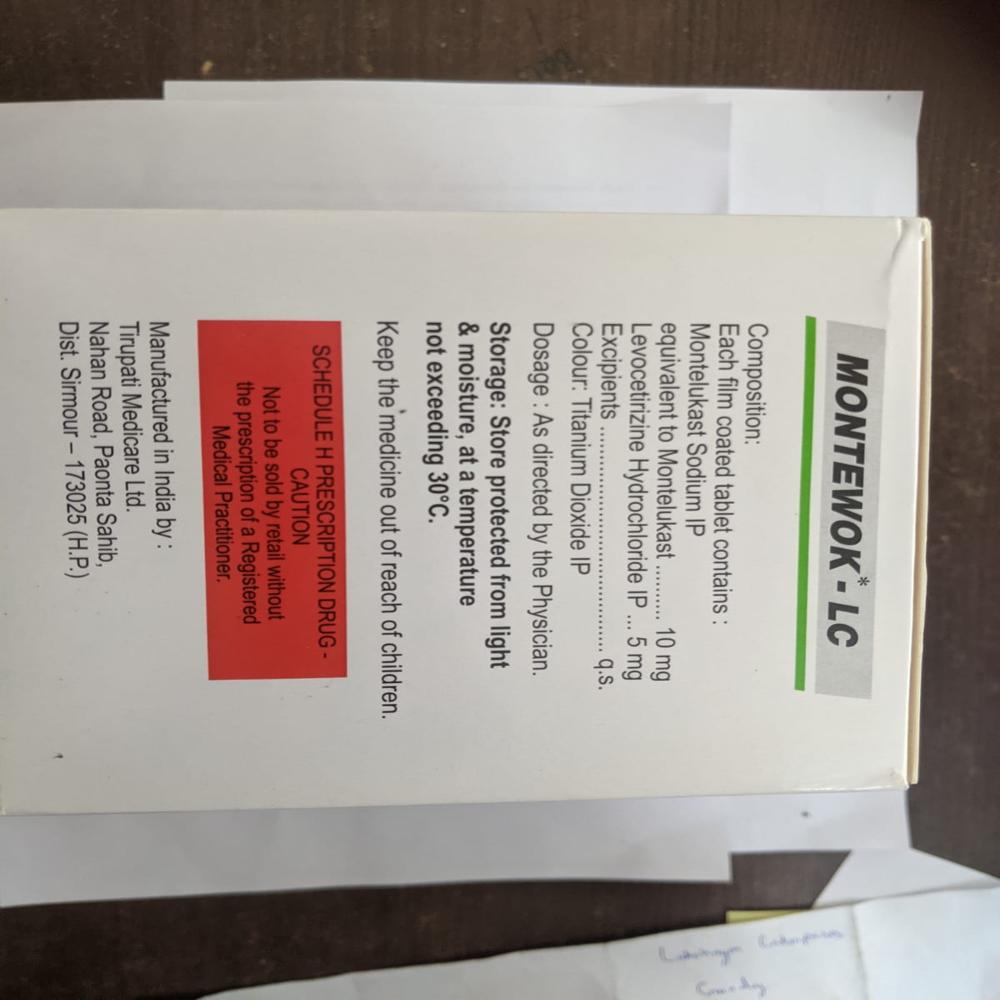 MONTEWOK* - LC
Composition:
Each film coated tablet contains :
Montelukast Sodium IP
equivalent to Montelukast .......... 10 mg
Levocetirizine Hydrochloride IP ... 5 mg
Excipients ........................................ q.s.
Colour: Titanium Dioxide IP
Dosage : As directed by the Physician.
Storage: Store protected from light
& moisture, at a temperature
not exceeding 30°C.
Keep the medicine out of reach of children.
SCHEDULE H PRESCRIPTION DRUG -
CAUTION
Not to be sold by retail without
the prescription of a Registered
Medical Practitioner.
Manufactured in India by :
Tirupati Medicare Ltd.
Nahan Road, Paonta Sahib,
Dist. Sirmour – 173025 (H.P.)